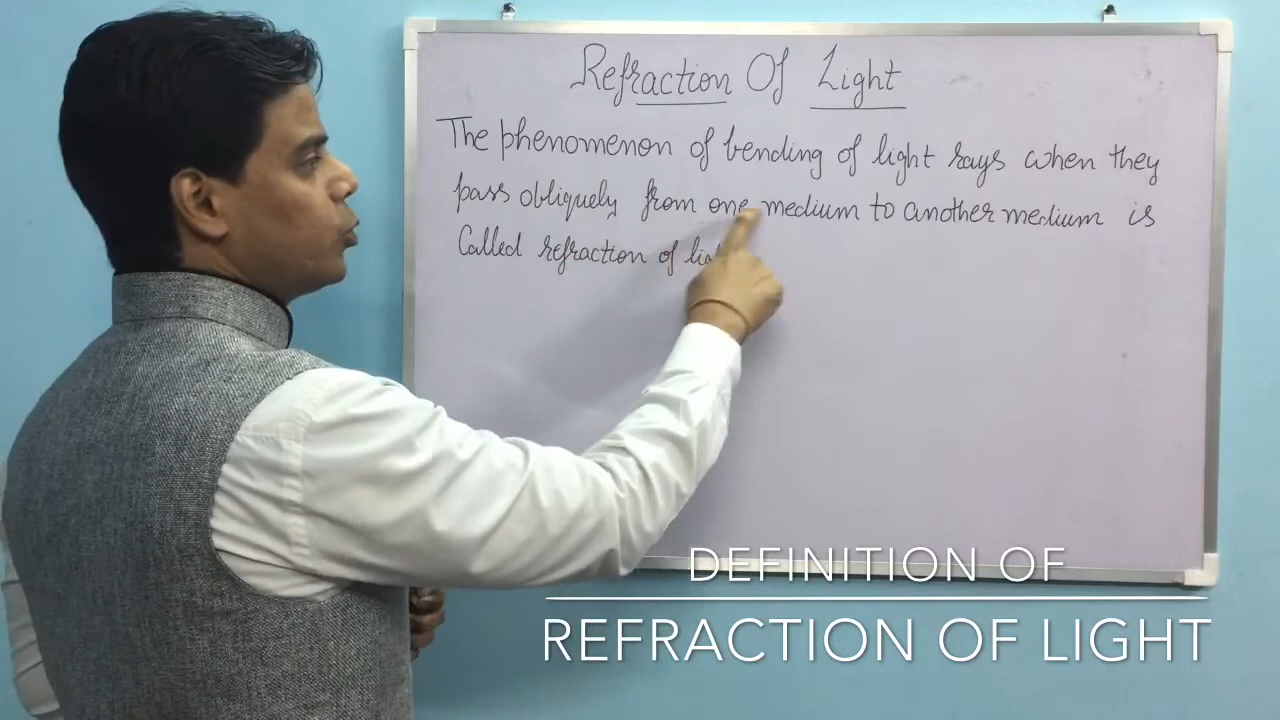 Refraction Of Light
The phenomenon of bending of light rays when they
pass obliquely from one medium to another medium is
Called refraction of
DEFINITION OF
REFRACTION OF LIGHT